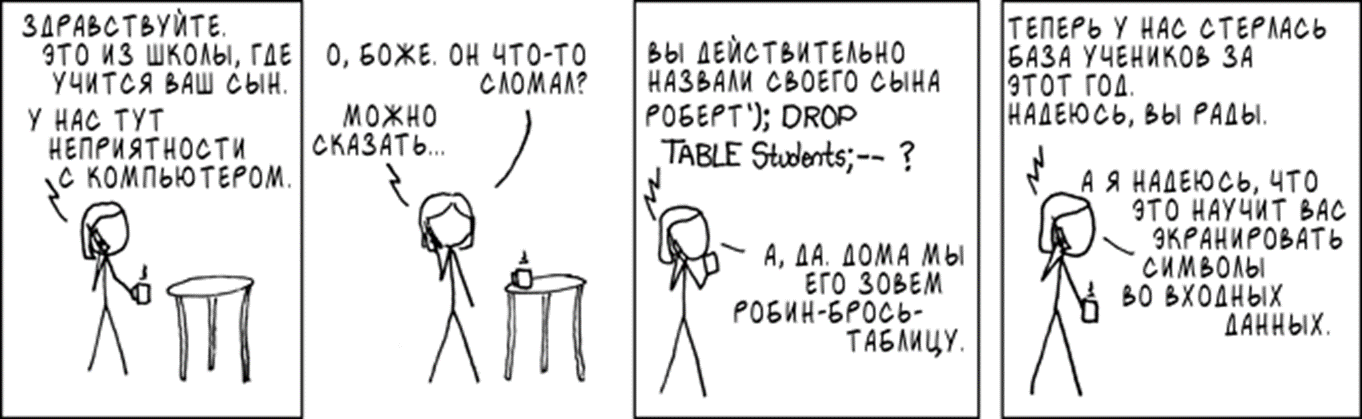 ЗДРАВСТВУЙТЕ.
ЭТО ИЗ ШКОЛЫ, ГДЕ
УЧИТСЯ ВАШ СЫН.
У НАС ТУТ
НЕПРИЯТНОСТИ
С КОМПЬЮТЕРОМ.
О, БОЖЕ. ОН ЧТО-ТО
СЛОМАЛ?
МОЖНО
СКАЗАТЬ...
ВЫ ДЕЙСТВИТЕЛЬНО
НАЗВАЛИ СВОЕГО СЫНА
РОБЕРТ'); DROP
TABLE Students;-- ?
А, ДА. ДОМА МЫ
ЕГО ЗОВЕМ
РОБИН-БРОСЬ-
ТАБЛИЦУ.
ТЕПЕРЬ У НАС СТЕРЛАСЬ
БАЗА УЧЕНИКОВ ЗА
ЭТОТ ГОД.
НАДЕЮСЬ, ВЫ РАДЫ.
А Я НАДЕЮСЬ, ЧТО
ЭТО НАУЧИТ ВАС
ЭКРАНИРОВАТЬ
СИМВОЛЫ
ВО ВХОДНЫХ
ДАННЫХ.